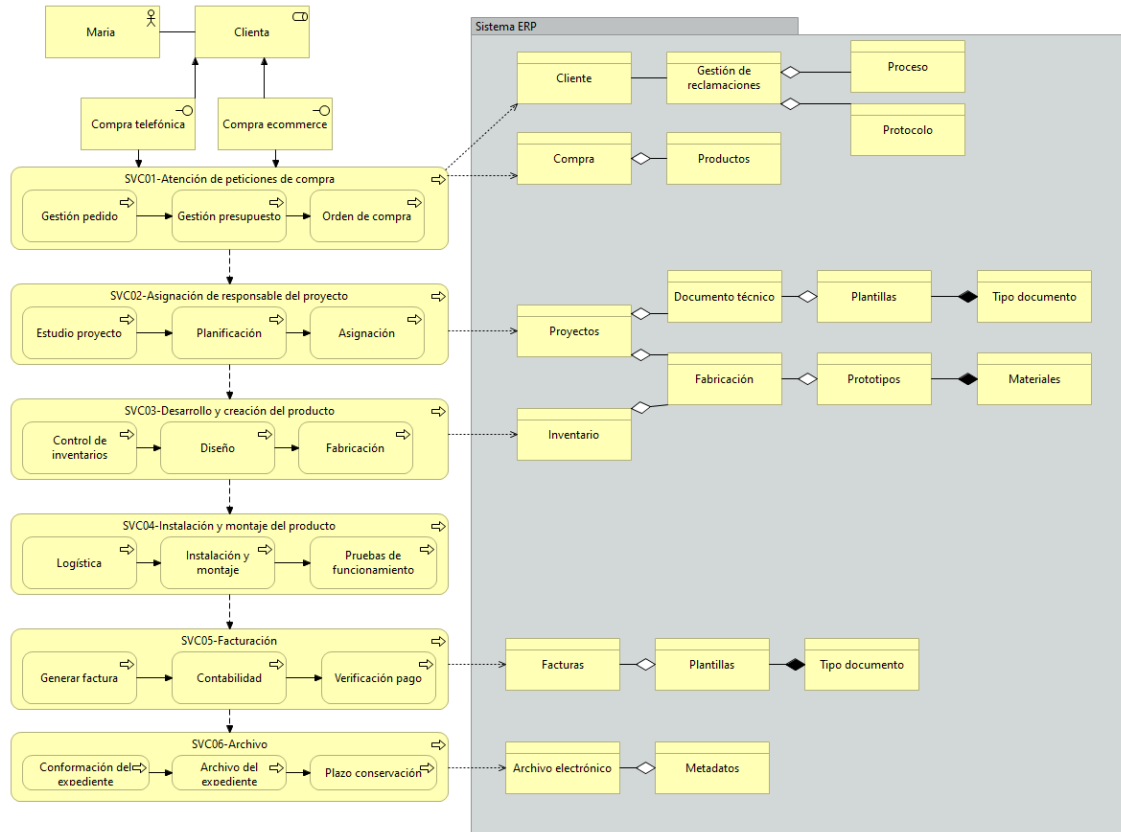 Maria
Clienta
Sistema ERP
Compra telefónica
Compra ecommerce
Cliente
Gestión de
reclamaciones
Proceso
Protocolo
Compra
Productos
SVC01-Atención de peticiones de compra
Gestión pedido
Gestión presupuesto
Orden de compra
SVC02-Asignación de responsable del proyecto
Estudio proyecto
Planificación
Asignación
Proyectos
Documento técnico
Plantillas
Tipo documento
Fabricación
Prototipos
Materiales
SVC03-Desarrollo y creación del producto
Control de
inventarios
Diseño
Fabricación
Inventario
SVC04-Instalación y montaje del producto
Logística
Instalación y
montaje
Pruebas de
funcionamiento
SVC05-Facturación
Generar factura
Contabilidad
Verificación pago
Facturas
Plantillas
Tipo documento
SVC06-Archivo
Conformación del
expediente
Archivo del
expediente
Plazo conservación
Archivo electrónico
Metadatos